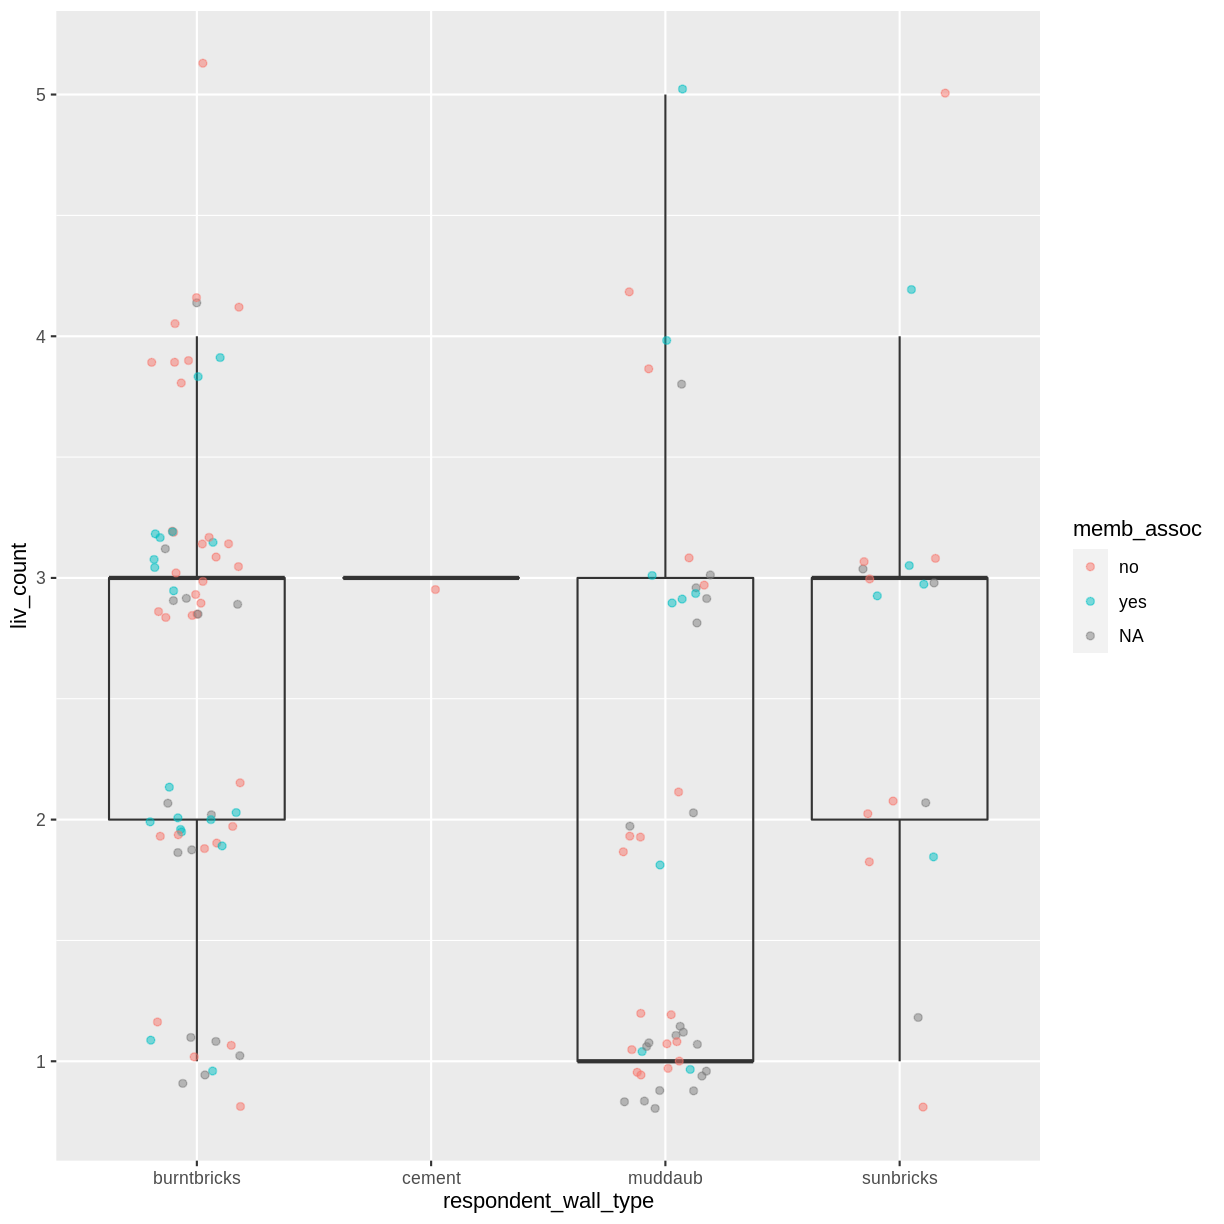 5
4
3
2
1
liv_count
burntbricks
cement
muddaub
sunbricks
respondent_wall_type
memb_assoc
no
yes
NA